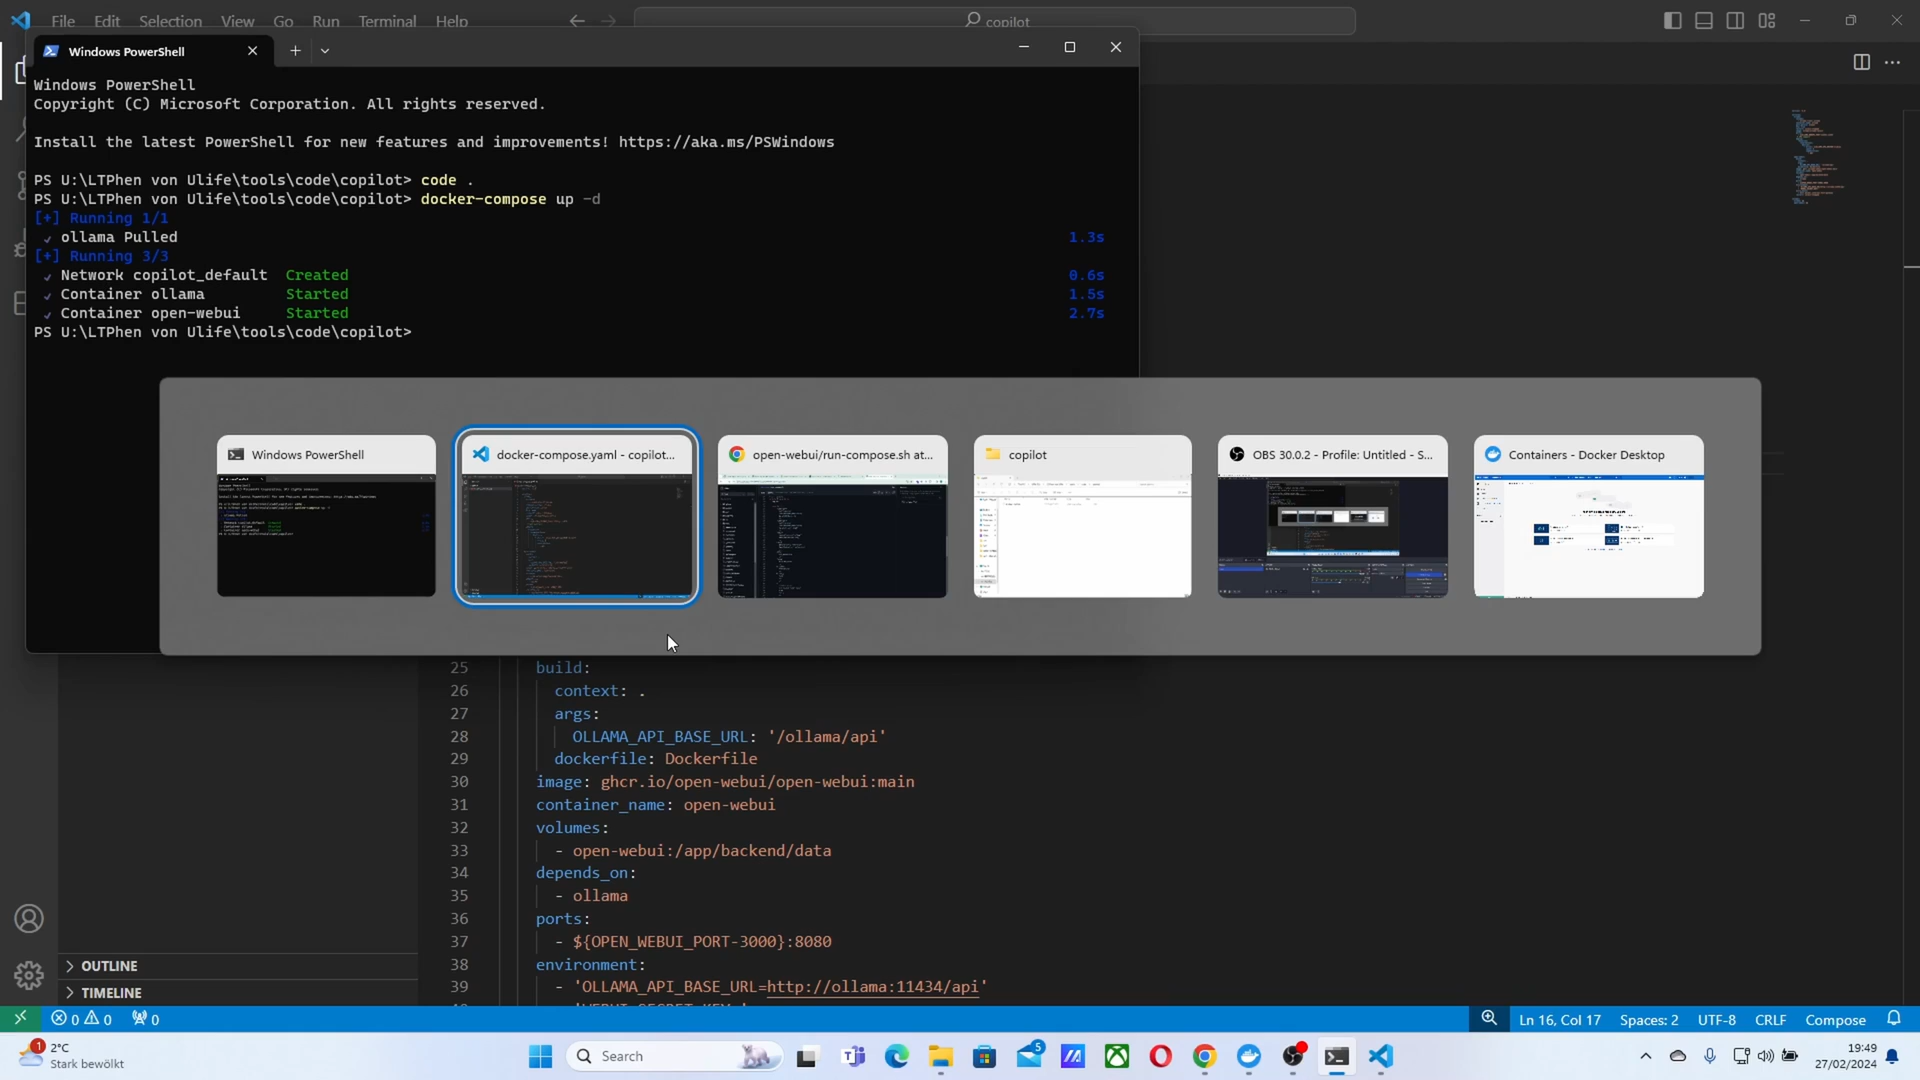 File Edit Selection View Go Run Terminal Help
copilot
Windows PowerShell
Windows PowerShell
Copyright (C) Microsoft Corporation. All rights reserved.
Install the latest PowerShell for new features and improvements! https://aka.ms/PSWindows
PS U:\LTPhen von Ulife\tools\code\copilot> code .
PS U:\LTPhen von Ulife\tools\code\copilot> docker-compose up -d
[+] Running 1/1
✓ ollama Pulled 1.3s
[+] Running 3/3
✓ Network copilot_default Created 0.6s
✓ Container ollama Started 1.5s
✓ Container open-webui Started 2.7s
PS U:\LTPhen von Ulife\tools\code\copilot>
Windows PowerShell
docker-compose.yaml - copilot...
open-webui/run-compose.sh at...
copilot
OBS 30.0.2 - Profile: Untitled - S...
Containers - Docker Desktop
25 build:
26 context: .
27 args:
28 OLLAMA_API_BASE_URL: '/ollama/api'
29 dockerfile: Dockerfile
30 image: ghcr.io/open-webui/open-webui:main
31 container_name: open-webui
32 volumes:
33 - open-webui:/app/backend/data
34 depends_on:
35 - ollama
36 ports:
37 - ${OPEN_WEBUI_PORT-3000}:8080
38 environment:
39 - 'OLLAMA_API_BASE_URL=http://ollama:11434/api'
OUTLINE
TIMELINE
0 0 0
Ln 16, Col 17 Spaces: 2 UTF-8 CRLF Compose
1
2°C
Stark bewölkt
Search
5
19:49
27/02/2024